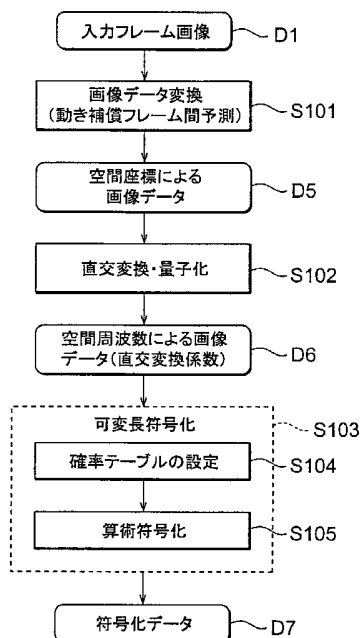 入力フレーム画像
D1
画像データ変換
(動き補償フレーム間予測)
S101
空間座標による
画像データ
D5
直交変換・量子化
S102
空間周波数による画像
データ(直交変換係数)
D6
可変長符号化
S103
確率テーブルの設定
S104
算術符号化
S105
符号化データ
D7